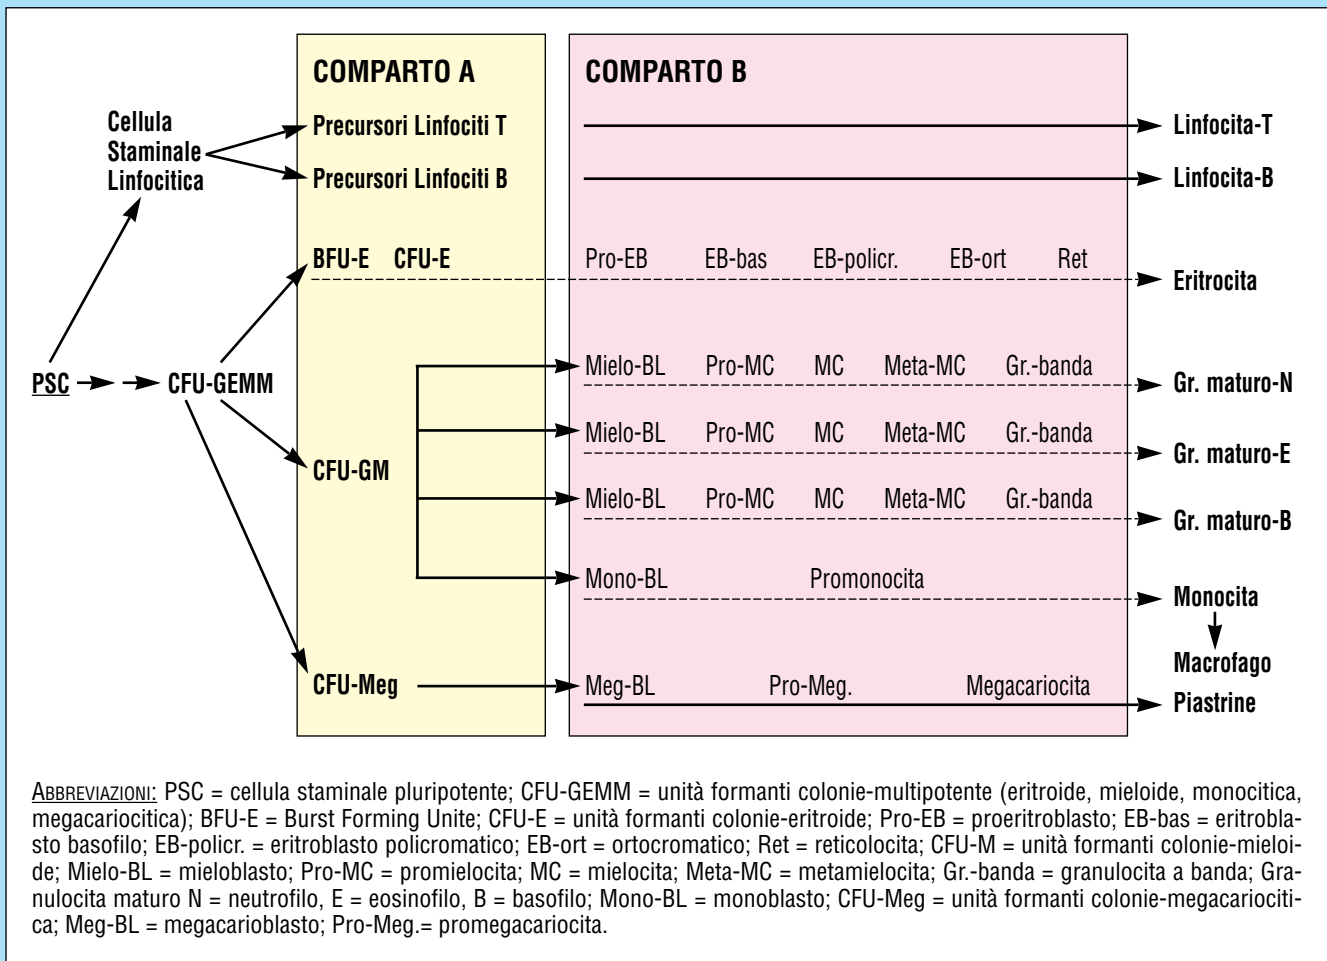 COMPARTO A
COMPARTO B
Cellula
Staminale
Linfocitica
Precursori Linfociti T
Linfocita-T
Precursori Linfociti B
Linfocita-B
BFU-E CFU-E
Pro-EB EB-bas EB-policr. EB-ort Ret
Eritrocita
PSC
CFU-GEMM
CFU-GM
Mielo-BL Pro-MC MC Meta-MC Gr.-banda
Gr. maturo-N
Mielo-BL Pro-MC MC Meta-MC Gr.-banda
Gr. maturo-E
Mielo-BL Pro-MC MC Meta-MC Gr.-banda
Gr. maturo-B
Mono-BL Promonocita
Monocita
Macrofago
CFU-Meg
Meg-BL Pro-Meg. Megacariocita
Piastrine
ABBREVIAZIONI: PSC = cellula staminale pluripotente; CFU-GEMM = unità formanti colonie-multipotente (eritroide, mieloide, monocitica,
megacariocitica); BFU-E = Burst Forming Unite; CFU-E = unità formanti colonie-eritroide; Pro-EB = proeritroblasto; EB-bas = eritrobla-
sto basofilo; EB-policr. = eritroblasto policromatico; EB-ort = ortocromatico; Ret = reticolocita; CFU-M = unità formanti colonie-mieloi-
de; Mielo-BL = mieloblasto; Pro-MC = promielocita; MC = mielocita; Meta-MC = metamielocita; Gr.-banda = granulocita a banda; Gra-
nulocita maturo N = neutrofilo, E = eosinofilo, B = basofilo; Mono-BL = monoblasto; CFU-Meg = unità formanti colonie-megacariociti-
ca; Meg-BL = megacarioblasto; Pro-Meg.= promegacariocita.